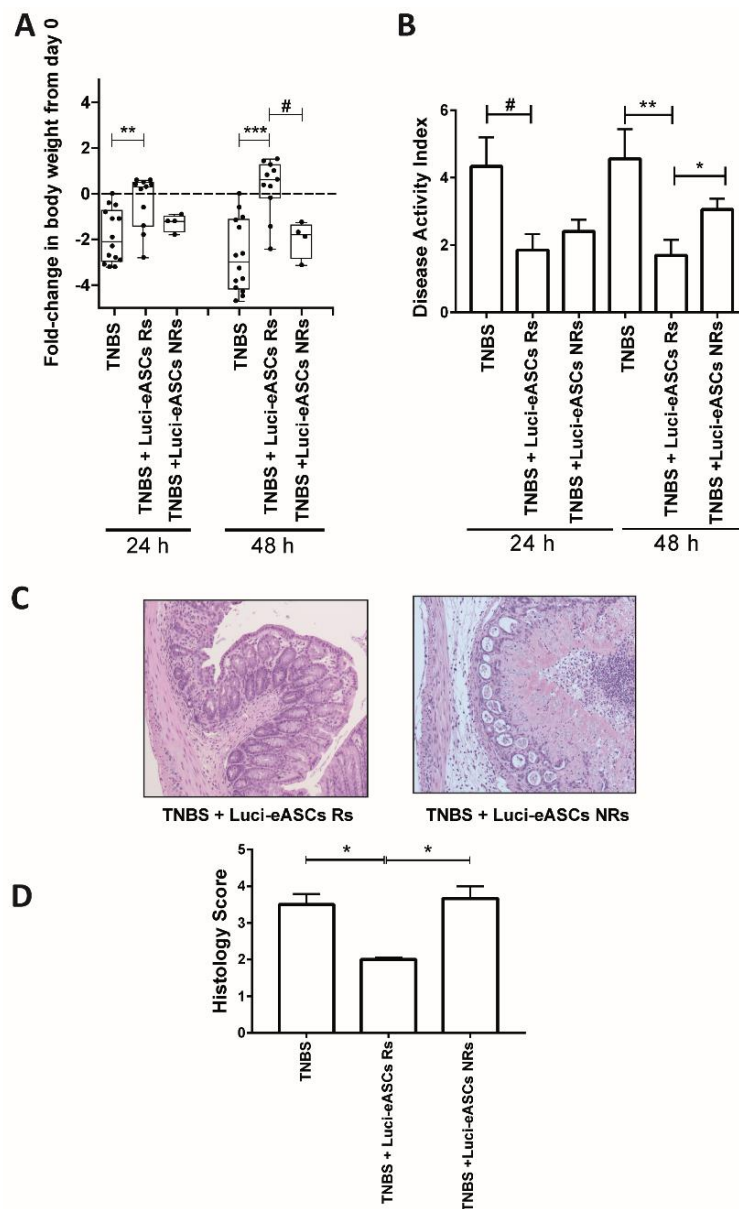 A
Fold-change in body weight from day 0
4
2
0
-2
-4
**
***
#
TNBS
TNBS + Luci-eASCs Rs
TNBS +Luci-eASCs NRs
TNBS
TNBS + Luci-eASCs Rs
TNBS +Luci-eASCs NRs
24 h
48 h
B
Disease Activity Index
6
4
2
0
#
**
*
TNBS
TNBS + Luci-eASCs Rs
TNBS + Luci-eASCs NRs
TNBS
TNBS + Luci-eASCs Rs
TNBS +Luci-eASCs NRs
24 h
48 h
C
TNBS + Luci-eASCs Rs
TNBS + Luci-eASCs NRs
D
Histology Score
5
4
3
2
1
0
*
*
TNBS
TNBS + Luci-eASCs Rs
TNBS +Luci-eASCs NRs